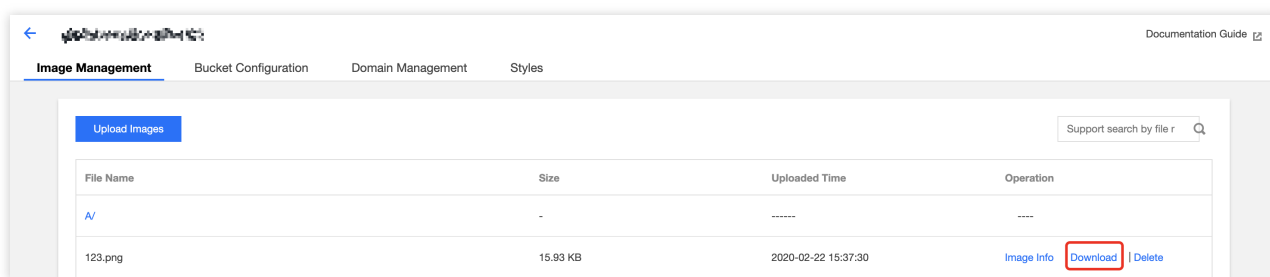 Documentation Guide
Image Management Bucket Configuration Domain Management Styles
Upload Images Support search by file r
File Name Size Uploaded Time Operation
A/ - ------ ----
123.png 15.93 KB 2020-02-22 15:37:30 Image Info Download | Delete